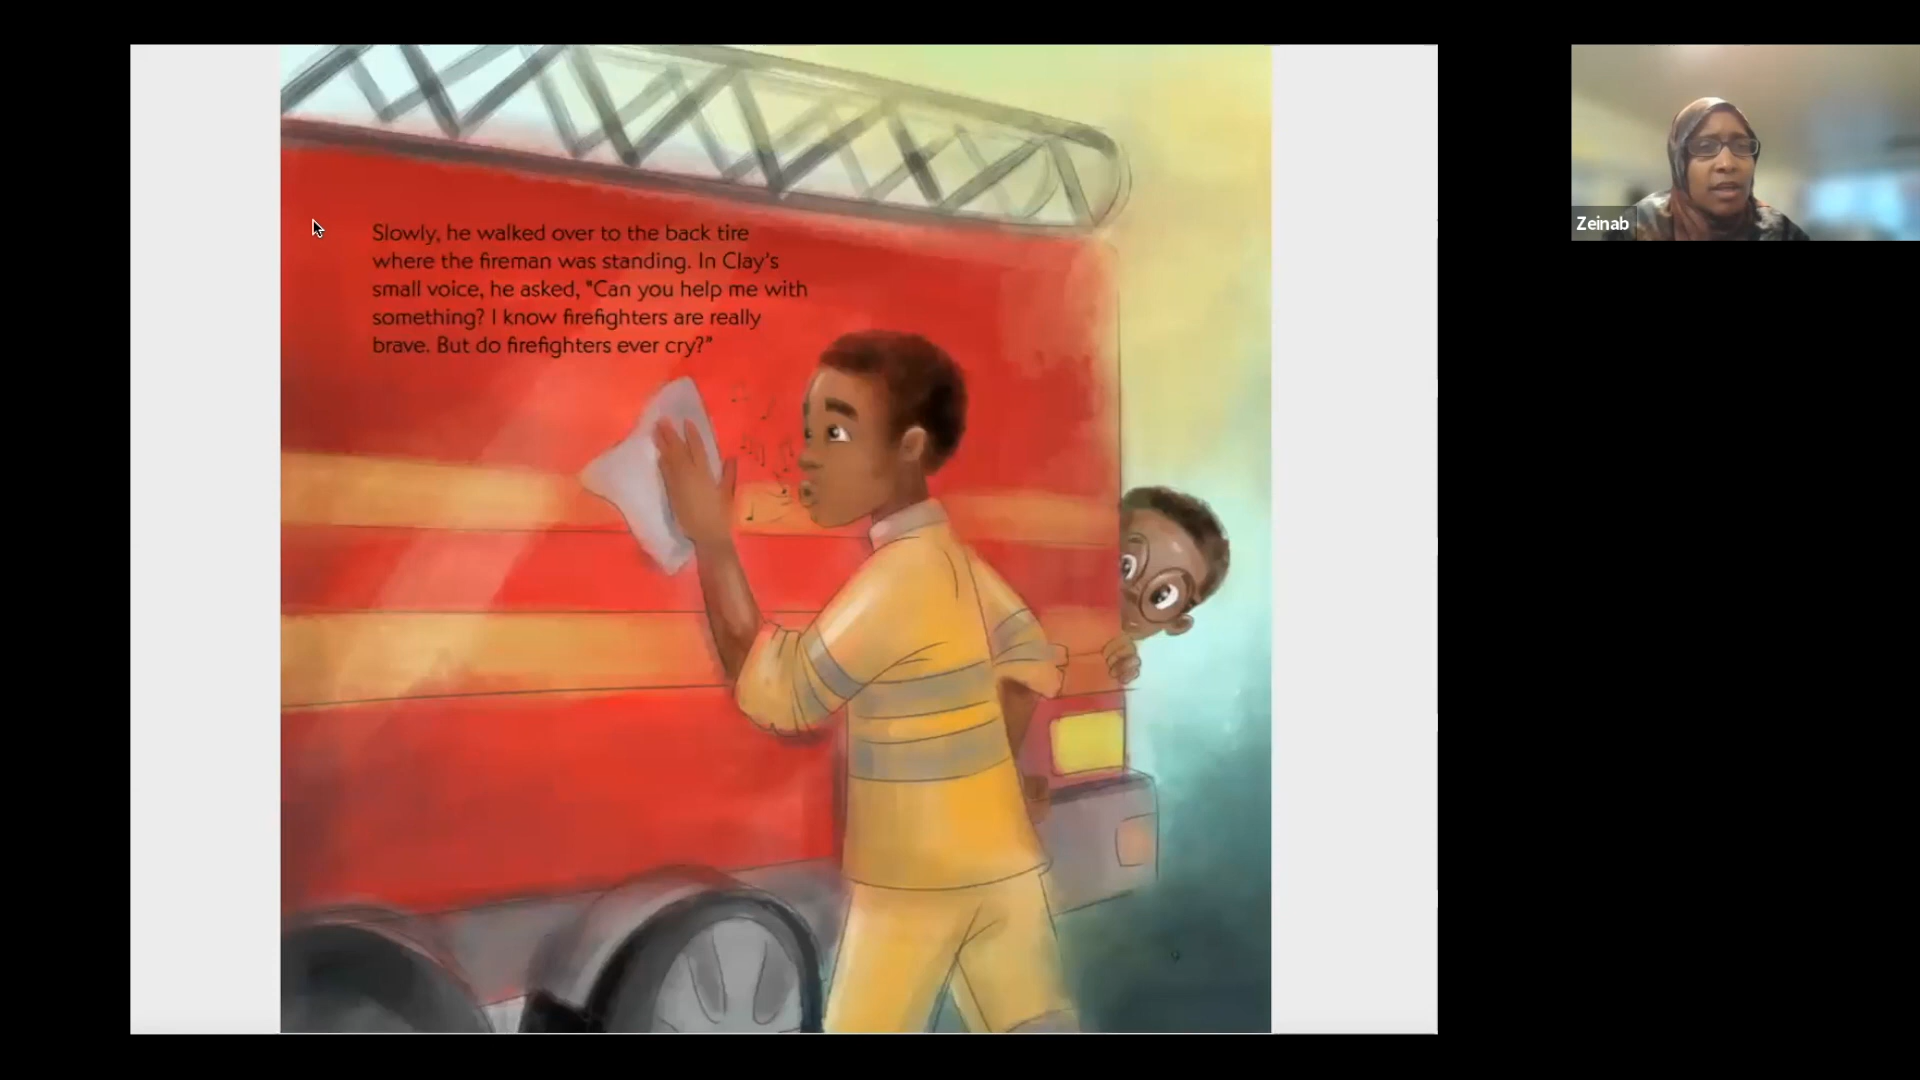 Slowly, he walked over to the back tire
where the fireman was standing. In Clay's
small voice, he asked, "Can you help me with
something? I know firefighters are really
brave. But do firefighters ever cry?"
Zeinab
9